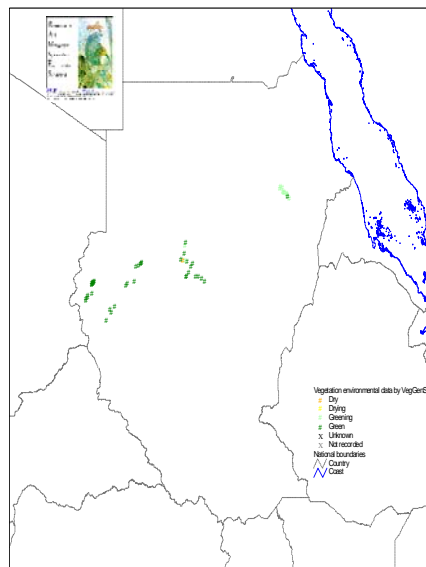 Vegetation environmental data by VegGenS
Dry
Drying
Greening
Green
Unknown
Not recorded
National boundaries
Country
Coast